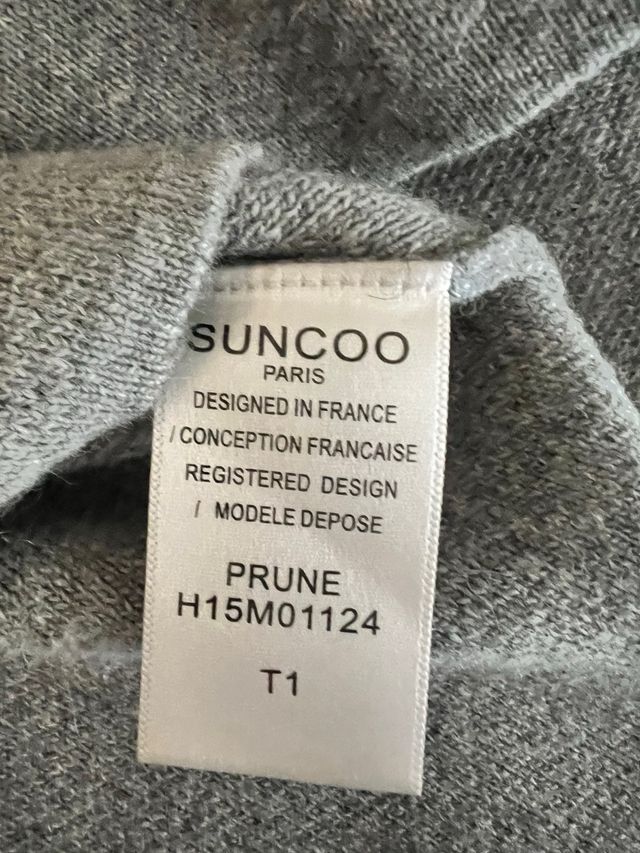 SUNCOO
PARIS
DESIGNED IN FRANCE
/ CONCEPTION FRANCAISE
REGISTERED DESIGN
/ MODELE DEPOSE
PRUNE
H15M01124
T1